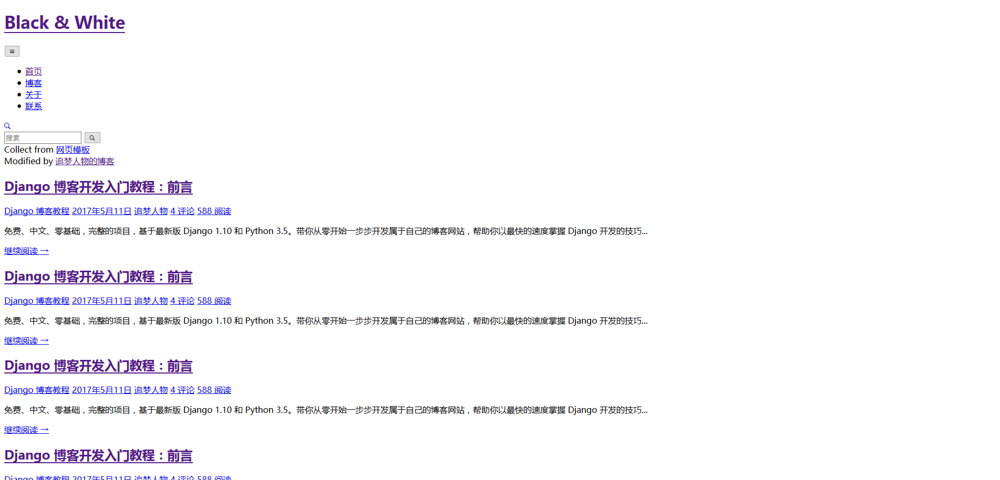 Black & White
≡
首页
博客
关于
联系
搜索
Collect from 网页模板
Modified by 追梦人物的博客
Django 博客开发入门教程：前言
Django 博客教程 2017年5月11日 追梦人物 4 评论 588 阅读
免费、中文、零基础，完整的项目，基于最新版 Django 1.10 和 Python 3.5。带你从零开始一步步开发属于自己的博客网站，帮助你以最快的速度掌握 Django 开发的技巧...
继续阅读 →
Django 博客开发入门教程：前言
Django 博客教程 2017年5月11日 追梦人物 4 评论 588 阅读
免费、中文、零基础，完整的项目，基于最新版 Django 1.10 和 Python 3.5。带你从零开始一步步开发属于自己的博客网站，帮助你以最快的速度掌握 Django 开发的技巧...
继续阅读 →
Django 博客开发入门教程：前言
Django 博客教程 2017年5月11日 追梦人物 4 评论 588 阅读
免费、中文、零基础，完整的项目，基于最新版 Django 1.10 和 Python 3.5。带你从零开始一步步开发属于自己的博客网站，帮助你以最快的速度掌握 Django 开发的技巧...
继续阅读 →
Django 博客开发入门教程：前言
Django 博客教程 2017年5月11日 追梦人物 4 评论 588 阅读